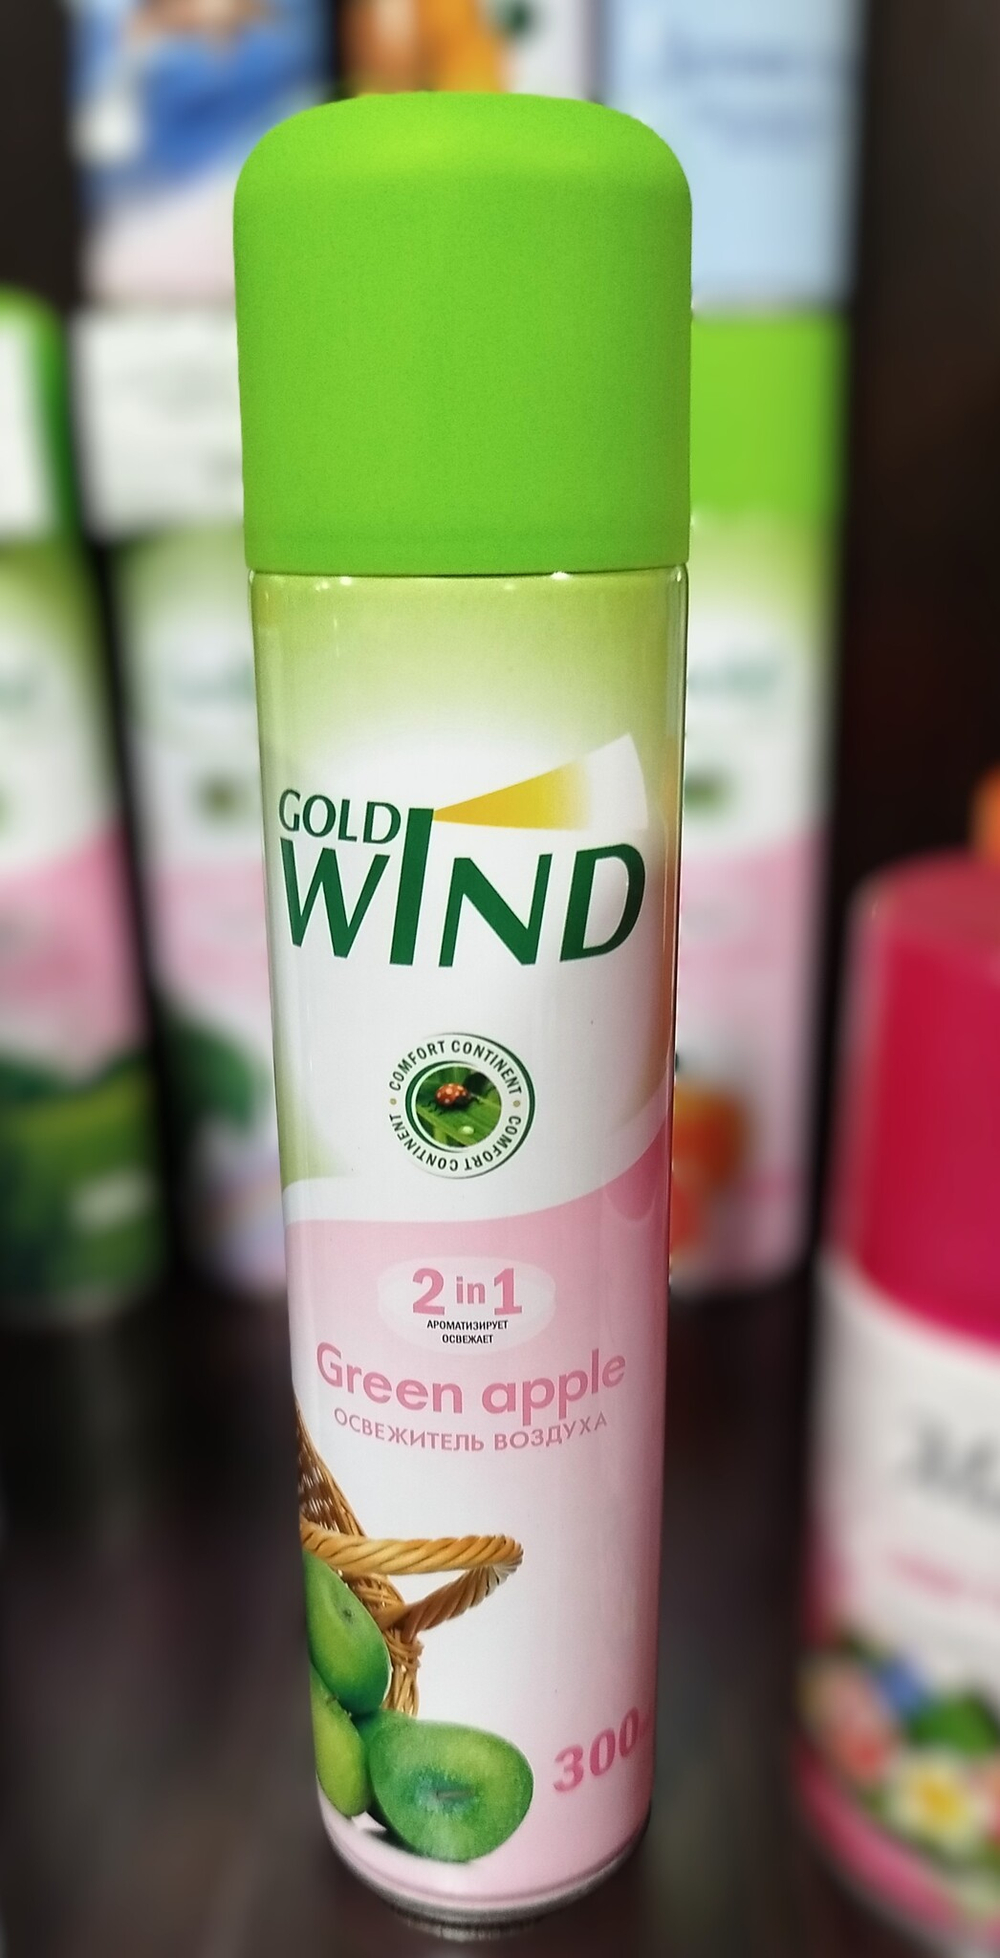 GOLD
WIND
COMFORT CONTINENT • COMFORT CONTINENT •
2 in 1
АРОМАТИЗИРУЕТ
ОСВЕЖАЕТ
Green apple
ОСВЕЖИТЕЛЬ ВОЗДУХА
300